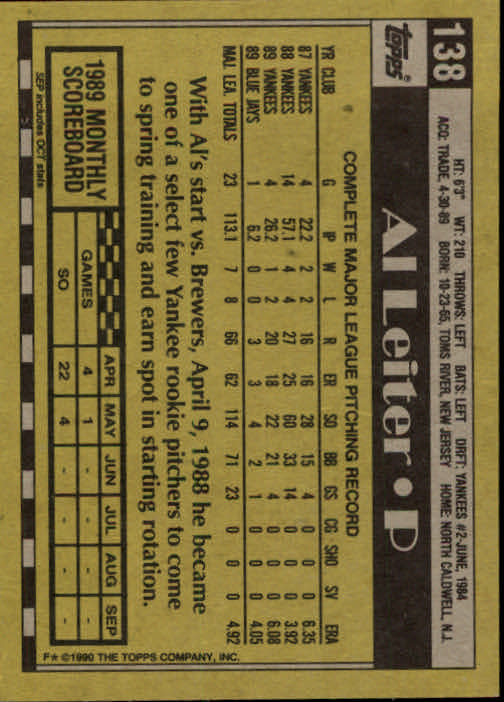 138
Topps®
HT: 6'3" WT: 210 THROWS: LEFT BATS: LEFT DRFT: YANKEES #2-JUNE, 1984
ACQ: TRADE, 4-30-89 BORN: 10-23-65, TOMS RIVER, NEW JERSEY HOME: NORTH CALDWELL, N.J.
Al Leiter • P
COMPLETE MAJOR LEAGUE PITCHING RECORD
YR CLUB G IP W L R ER SO BB GS CG SHO SV ERA
87 YANKEES 4 22.2 2 2 16 16 28 15 4 0 0 0 6.35
88 YANKEES 14 57.1 4 4 27 25 60 33 14 0 0 0 3.92
89 YANKEES 4 26.2 1 2 20 18 22 21 4 0 0 0 6.08
89 BLUE JAYS 1 6.2 0 0 3 3 4 2 1 0 0 0 4.05
MAJ. LEA. TOTALS 23 113.1 7 8 66 62 114 71 23 0 0 0 4.92
With Al's start vs. Brewers, April 9, 1988 he became
one of a select few Yankee rookie pitchers to come
to spring training and earn spot in starting rotation.
1989 MONTHLY
SCOREBOARD
SEP includes OCT stats
APR MAY JUN JUL AUG SEP
GAMES 4 1 - - - -
SO 22 4 - - - -
F★ ©1990 THE TOPPS COMPANY, INC.